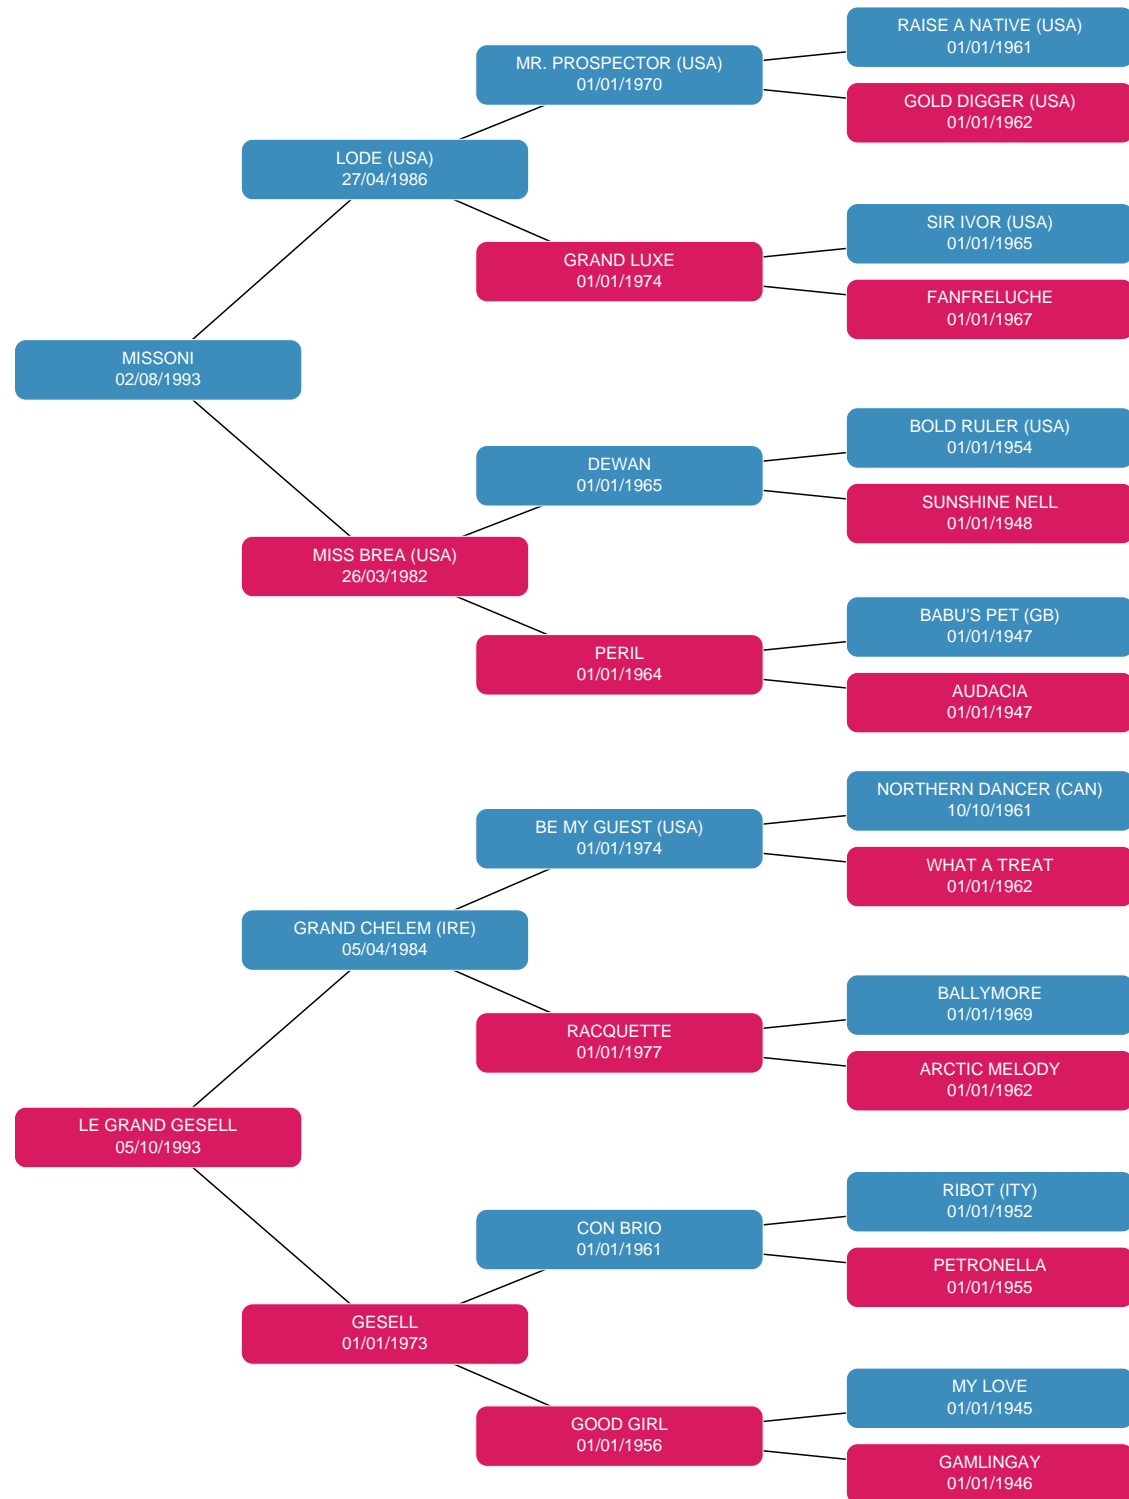 RAISE A NATIVE (USA)
01/01/1961
MR. PROSPECTOR (USA)
01/01/1970
GOLD DIGGER (USA)
01/01/1962
LODE (USA)
27/04/1986
SIR IVOR (USA)
01/01/1965
GRAND LUXE
01/01/1974
FANFRELUCHE
01/01/1967
MISSONI
02/08/1993
BOLD RULER (USA)
01/01/1954
DEWAN
01/01/1965
SUNSHINE NELL
01/01/1948
MISS BREA (USA)
26/03/1982
BABU'S PET (GB)
01/01/1947
PERIL
01/01/1964
AUDACIA
01/01/1947
NORTHERN DANCER (CAN)
10/10/1961
BE MY GUEST (USA)
01/01/1974
WHAT A TREAT
01/01/1962
GRAND CHELEM (IRE)
05/04/1984
BALLYMORE
01/01/1969
RACQUETTE
01/01/1977
ARCTIC MELODY
01/01/1962
LE GRAND GESELL
05/10/1993
RIBOT (ITY)
01/01/1952
CON BRIO
01/01/1961
PETRONELLA
01/01/1955
GESELL
01/01/1973
MY LOVE
01/01/1945
GOOD GIRL
01/01/1956
GAMLINGAY
01/01/1946